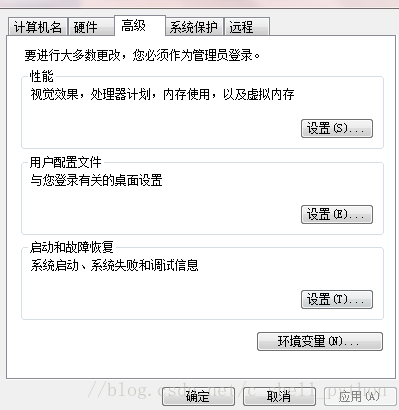 计算机名 硬件 高级 系统保护 远程
要进行大多数更改，您必须作为管理员登录。
性能
视觉效果，处理器计划，内存使用，以及虚拟内存
设置(S)...
用户配置文件
与您登录有关的桌面设置
设置(E)...
启动和故障恢复
系统启动、系统失败和调试信息
设置(T)...
环境变量(N)...
确定 取消 应用(A)